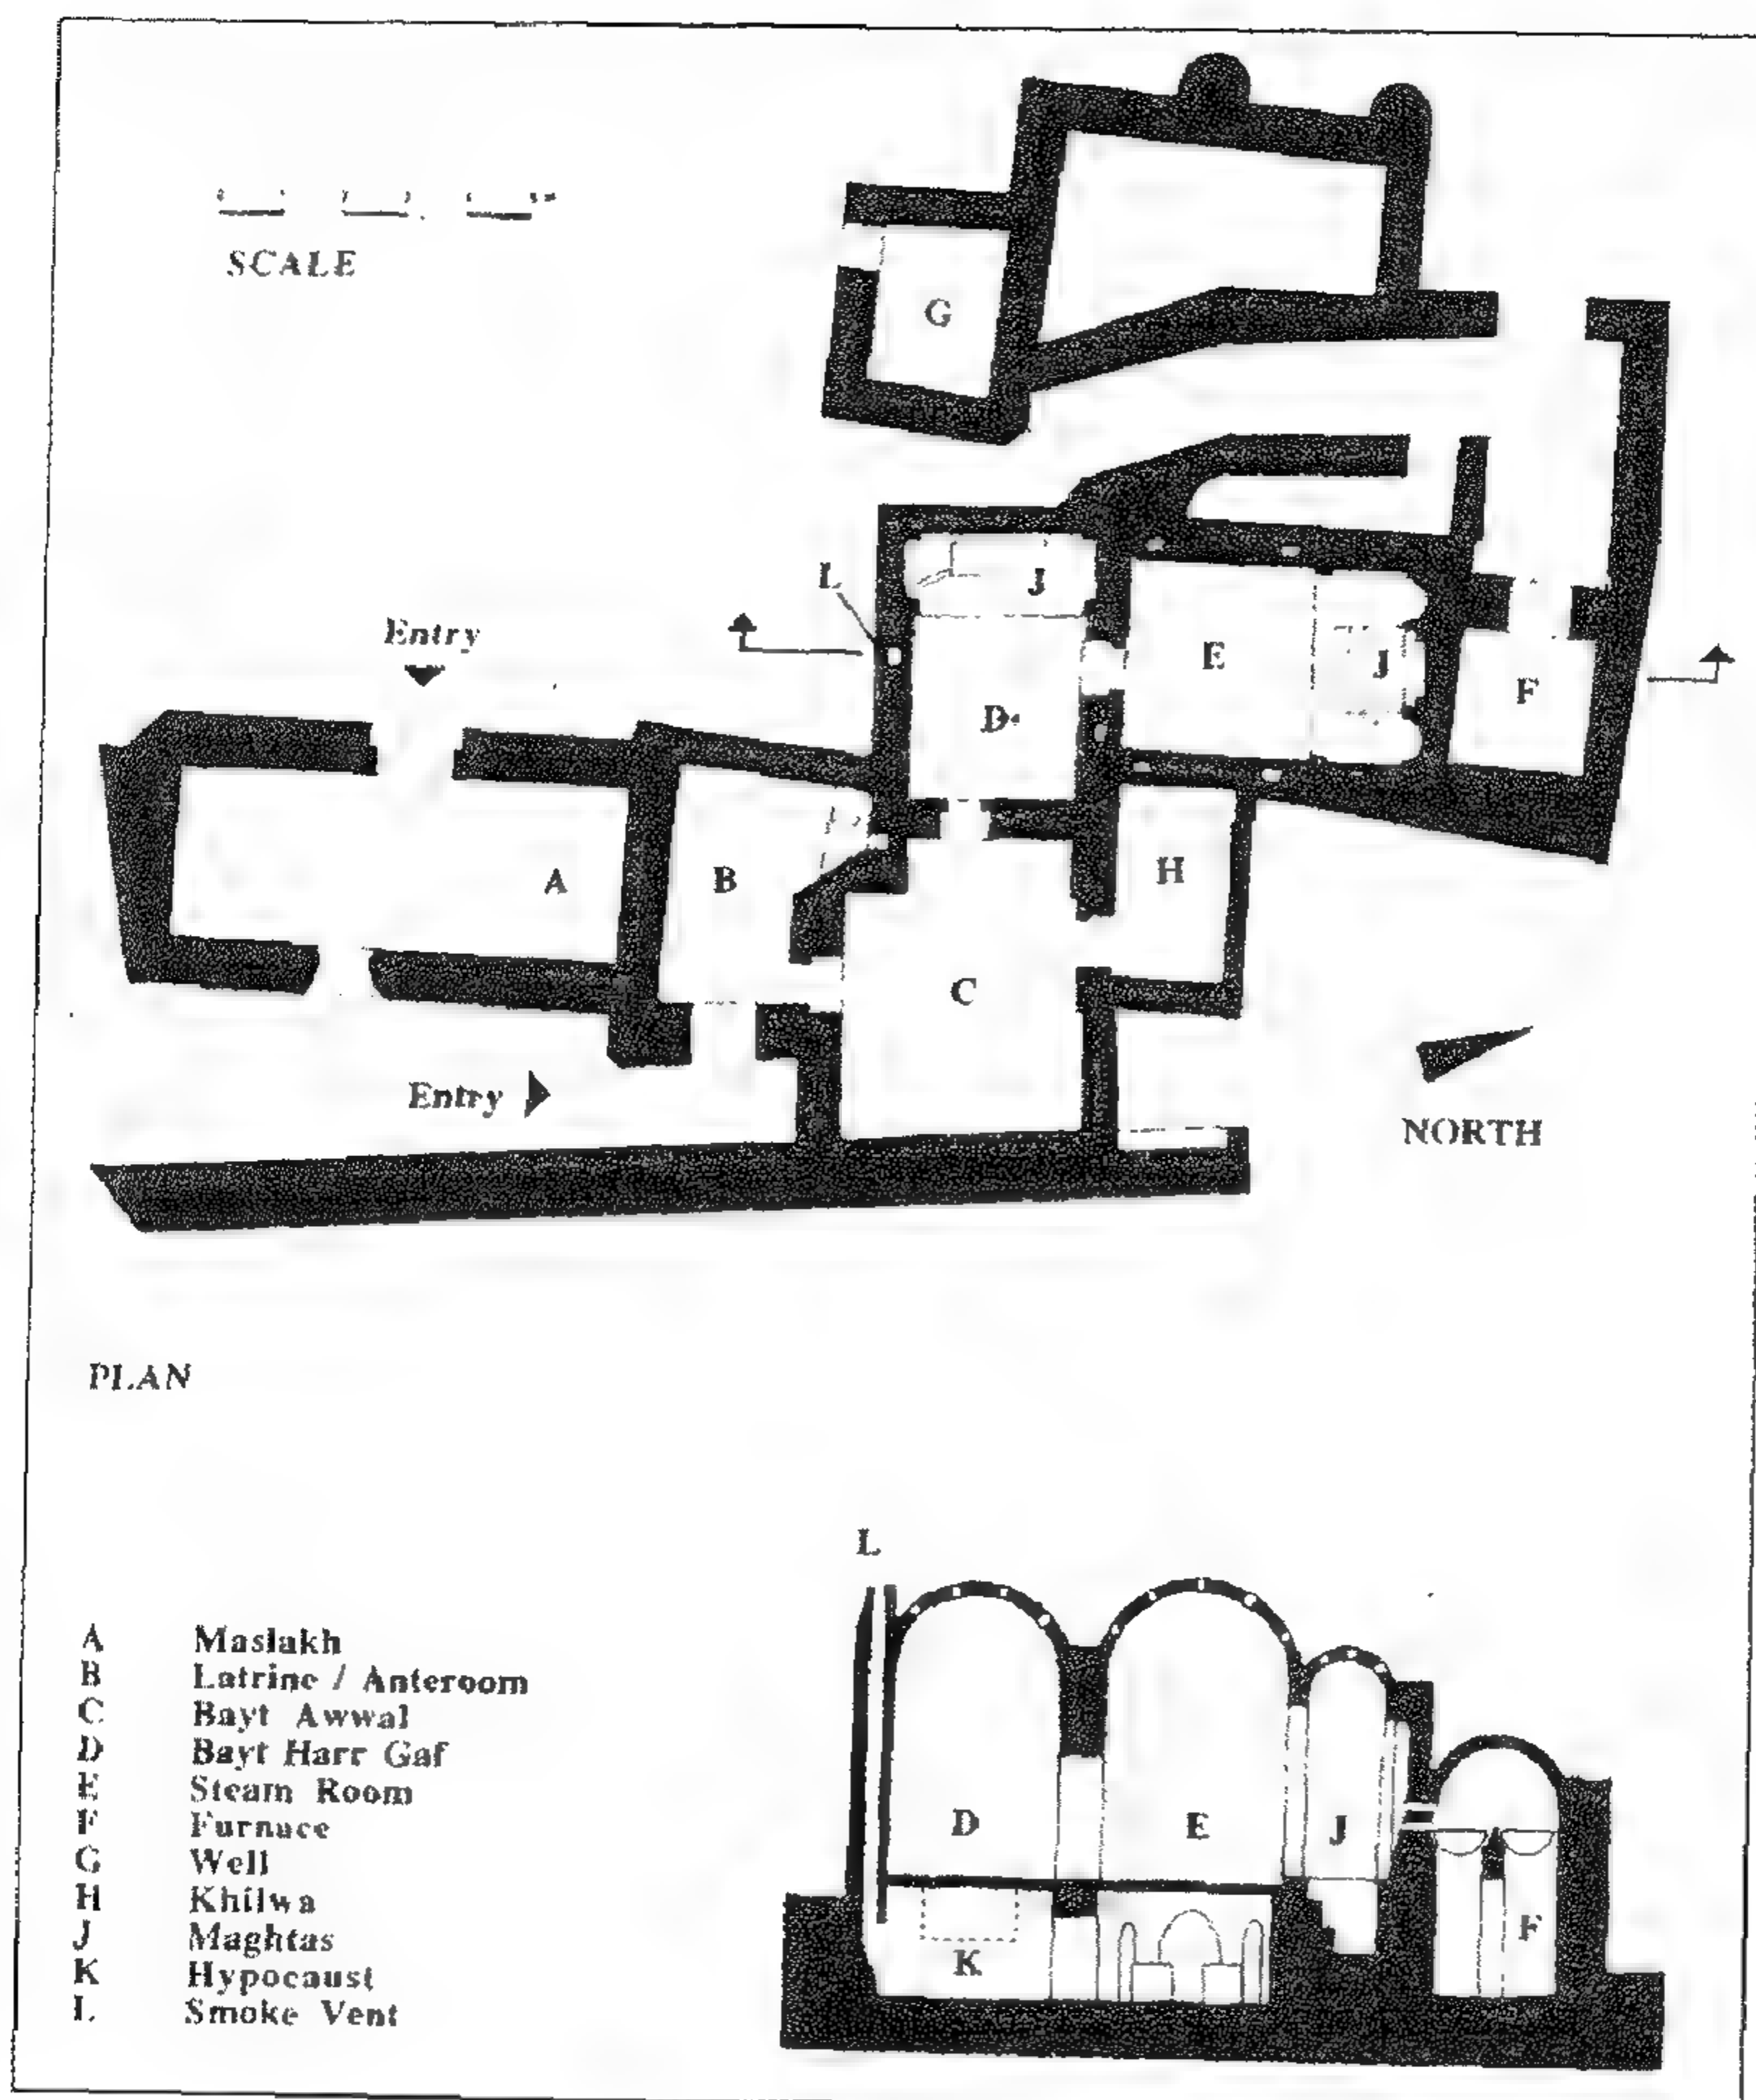 SCALE
G
L
J
Entry
E
J
F
D
A
B
H
C
Entry
NORTH
PLAN
L
A Maslakh
B Latrine / Anteroom
C Bayt Awwal
D Bayt Harr Gaf
E Steam Room
F Furnace
G Well
H Khilwa
J Maghtas
K Hypocaust
L Smoke Vent
D
E
J
K
F